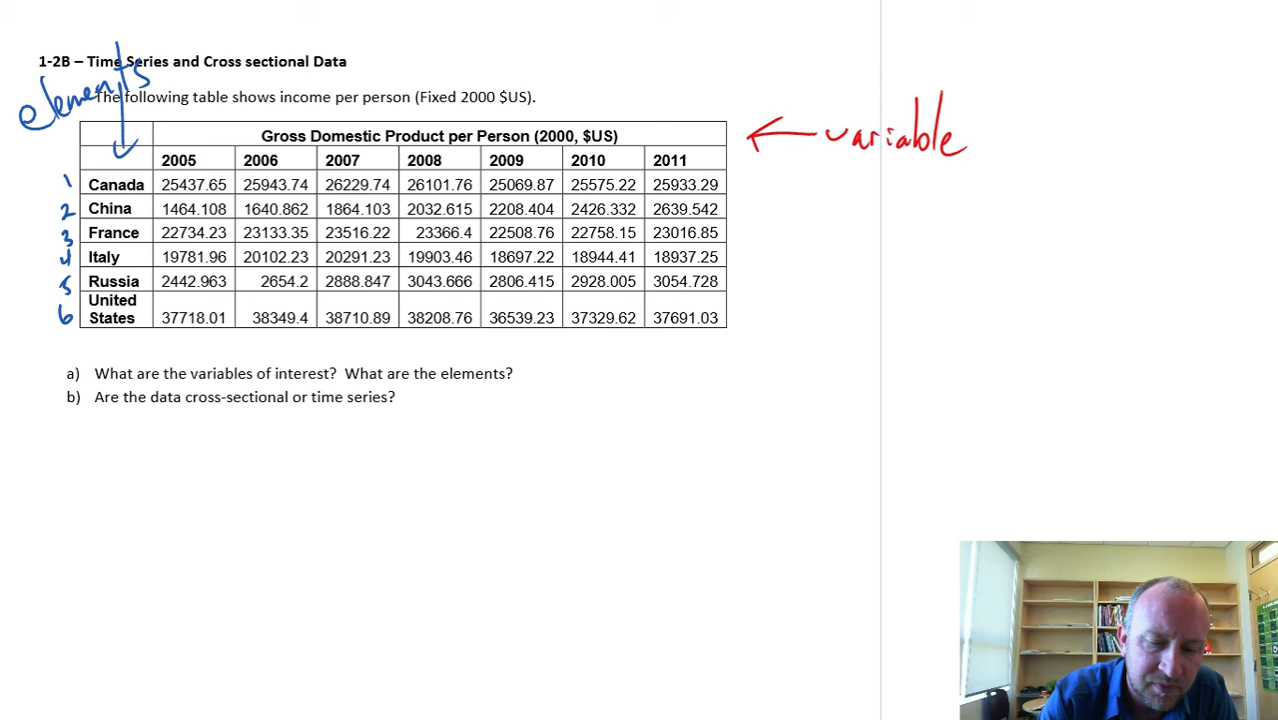 1-2B – Time Series and Cross sectional Data
elements
The following table shows income per person (Fixed 2000 $US).
Gross Domestic Product per Person (2000, $US)
variable
2005 2006 2007 2008 2009 2010 2011
1 Canada 25437.65 25943.74 26229.74 26101.76 25069.87 25575.22 25933.29
2 China 1464.108 1640.862 1864.103 2032.615 2208.404 2426.332 2639.542
3 France 22734.23 23133.35 23516.22 23366.4 22508.76 22758.15 23016.85
4 Italy 19781.96 20102.23 20291.23 19903.46 18697.22 18944.41 18937.25
5 Russia 2442.963 2654.2 2888.847 3043.666 2806.415 2928.005 3054.728
United
6 States 37718.01 38349.4 38710.89 38208.76 36539.23 37329.62 37691.03
a) What are the variables of interest? What are the elements?
b) Are the data cross-sectional or time series?